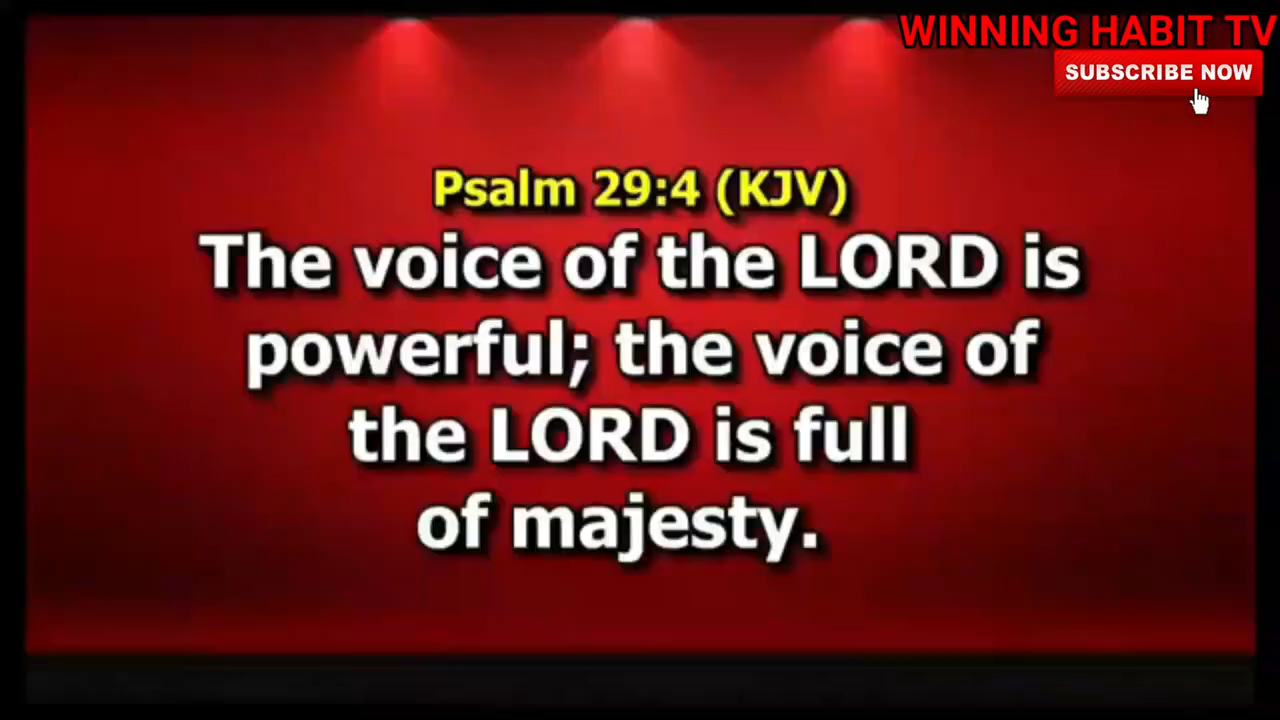 WINNING HABIT TV
SUBSCRIBE NOW
Psalm 29:4 (KJV)
The voice of the LORD is
powerful; the voice of
the LORD is full
of majesty.